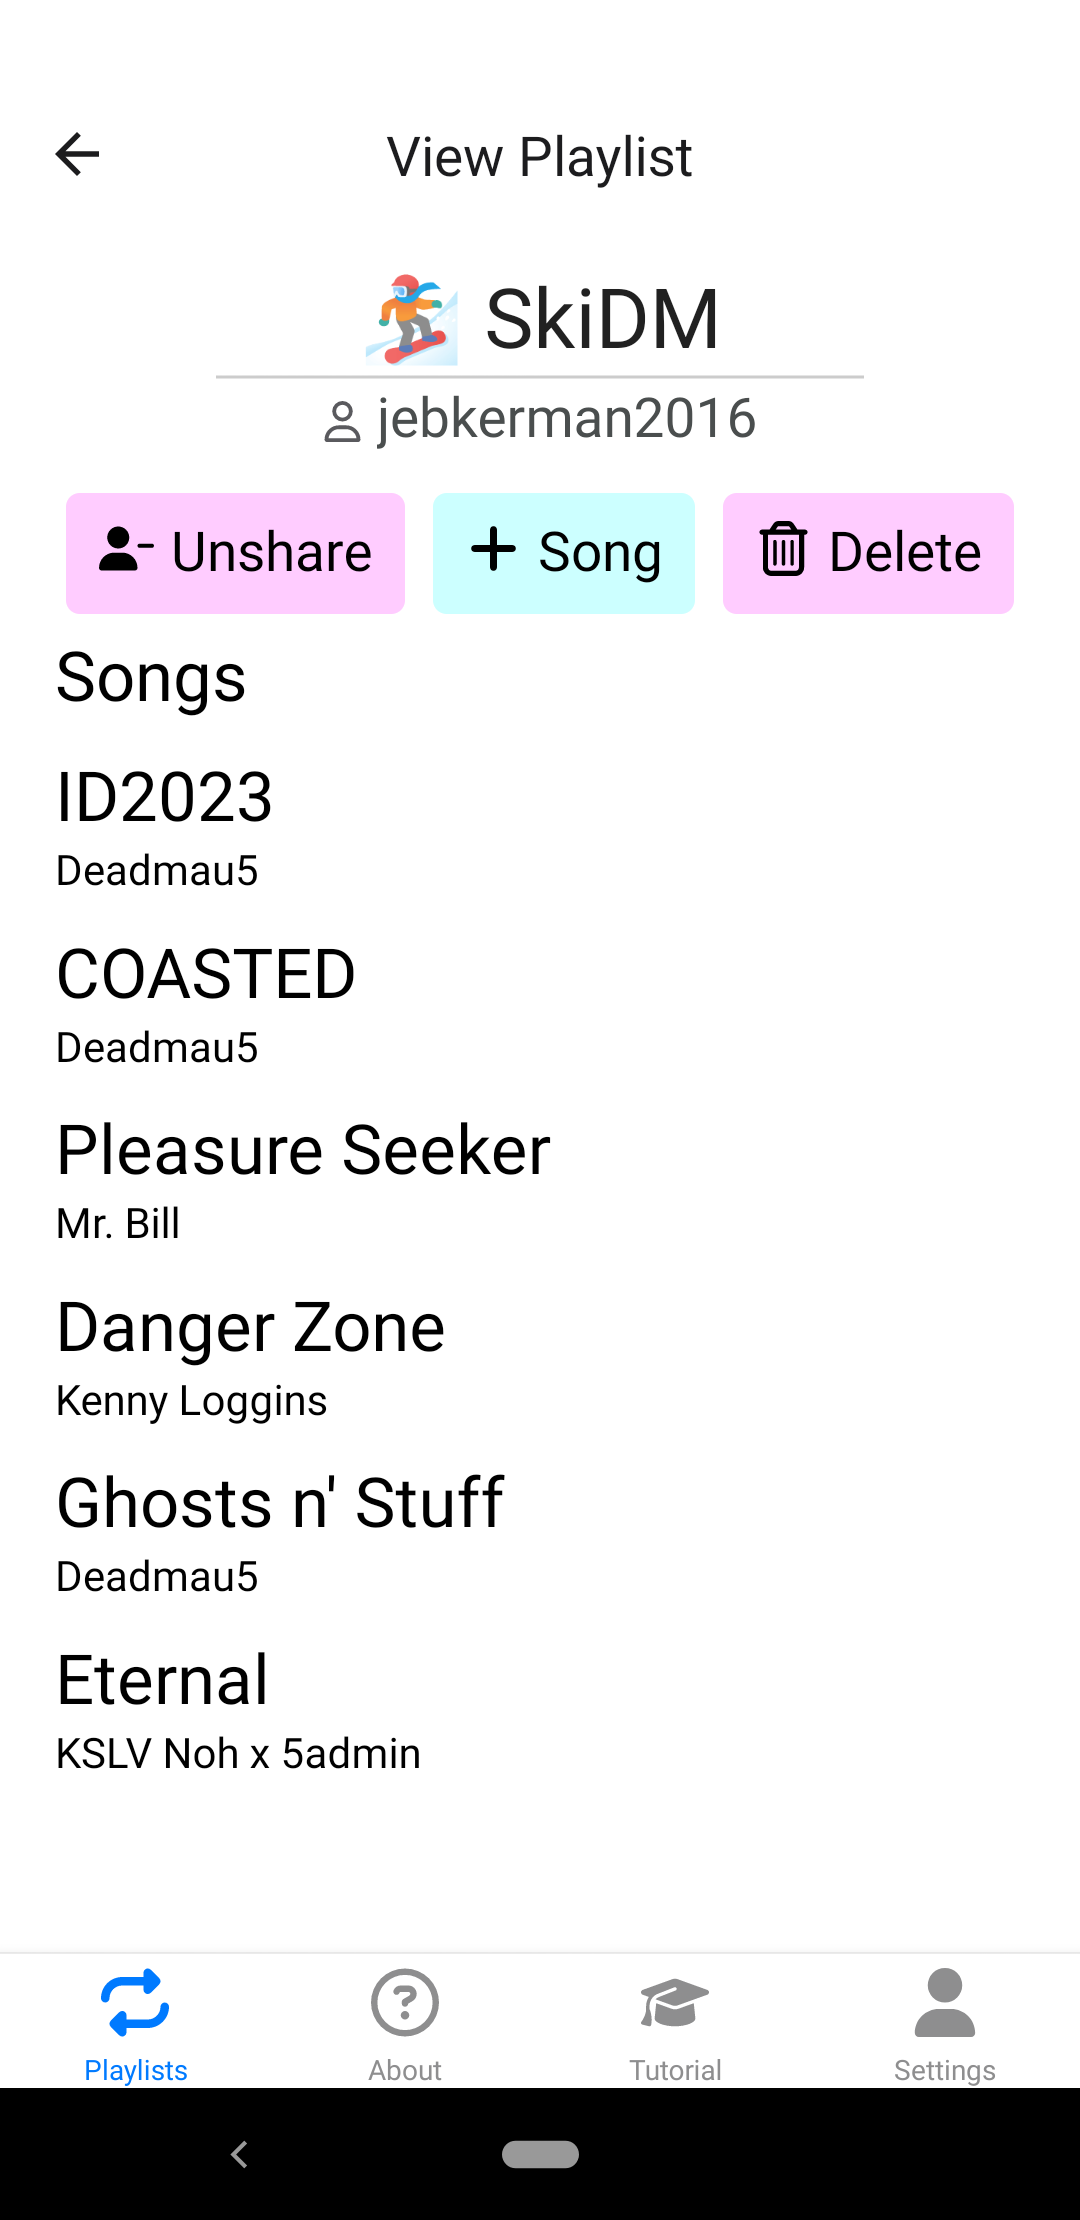 View Playlist
🏂 SkiDM
jebkerman2016
Unshare
Song
Delete
Songs
ID2023
Deadmau5
COASTED
Deadmau5
Pleasure Seeker
Mr. Bill
Danger Zone
Kenny Loggins
Ghosts n' Stuff
Deadmau5
Eternal
KSLV Noh x 5admin
Playlists
About
Tutorial
Settings